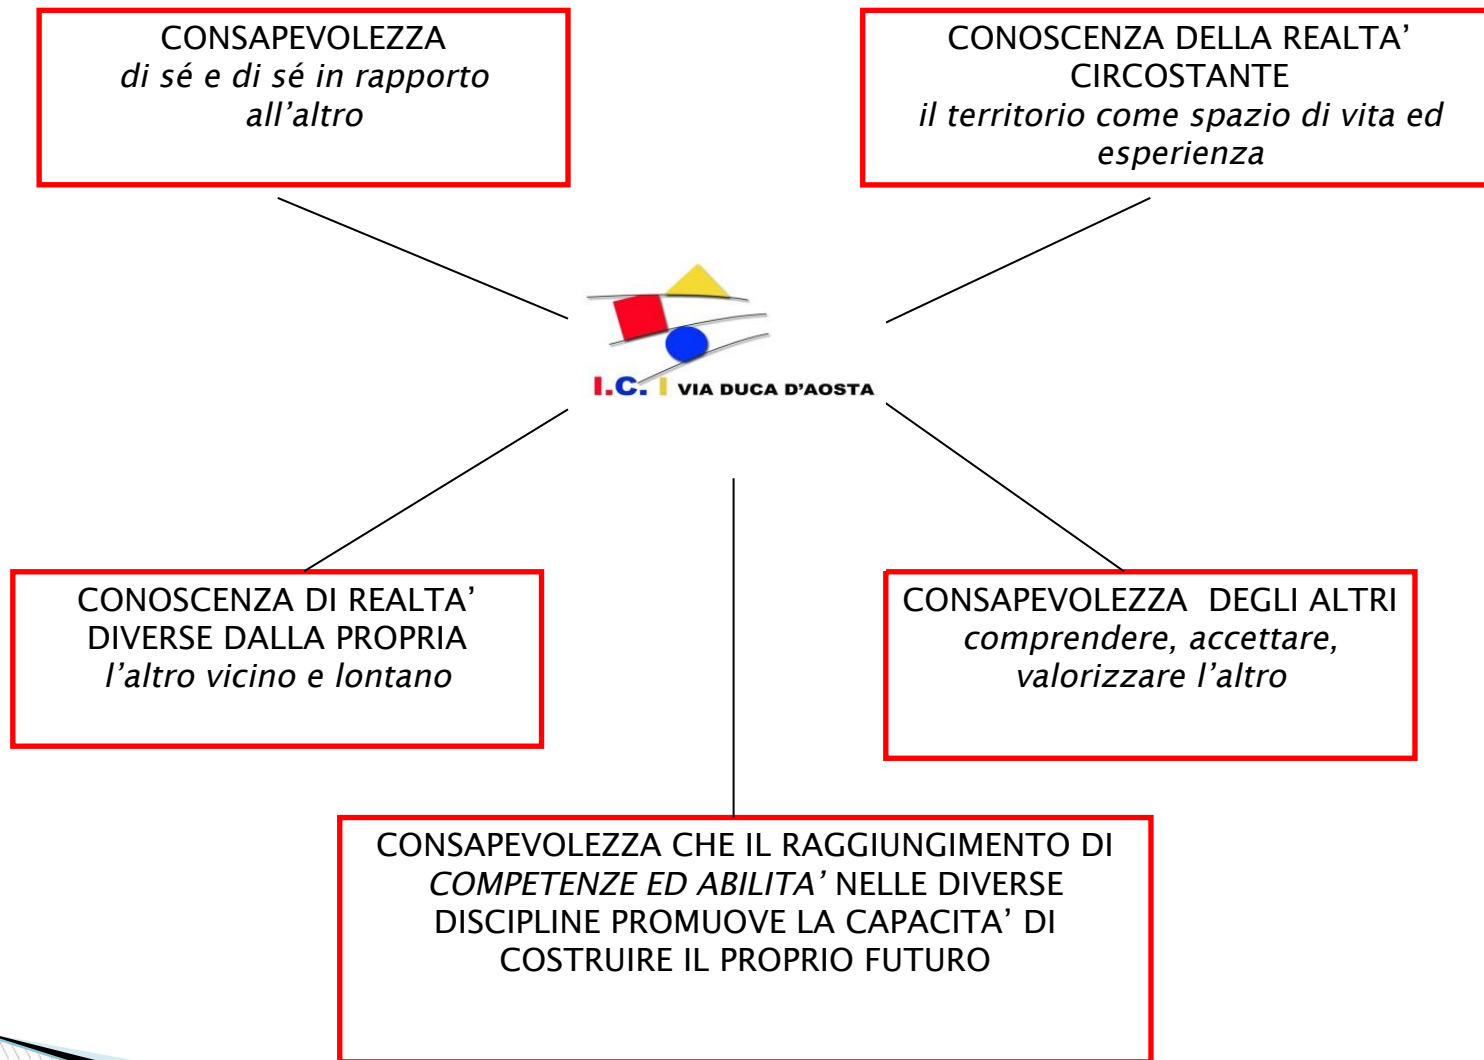 CONSAPEVOLEZZA
di sé e di sé in rapporto
all’altro
CONOSCENZA DELLA REALTA’
CIRCOSTANTE
il territorio come spazio di vita ed
esperienza
I.C. I VIA DUCA D'AOSTA
CONOSCENZA DI REALTA’
DIVERSE DALLA PROPRIA
l’altro vicino e lontano
CONSAPEVOLEZZA DEGLI ALTRI
comprendere, accettare,
valorizzare l’altro
CONSAPEVOLEZZA CHE IL RAGGIUNGIMENTO DI
COMPETENZE ED ABILITA’ NELLE DIVERSE
DISCIPLINE PROMUOVE LA CAPACITA’ DI
COSTRUIRE IL PROPRIO FUTURO